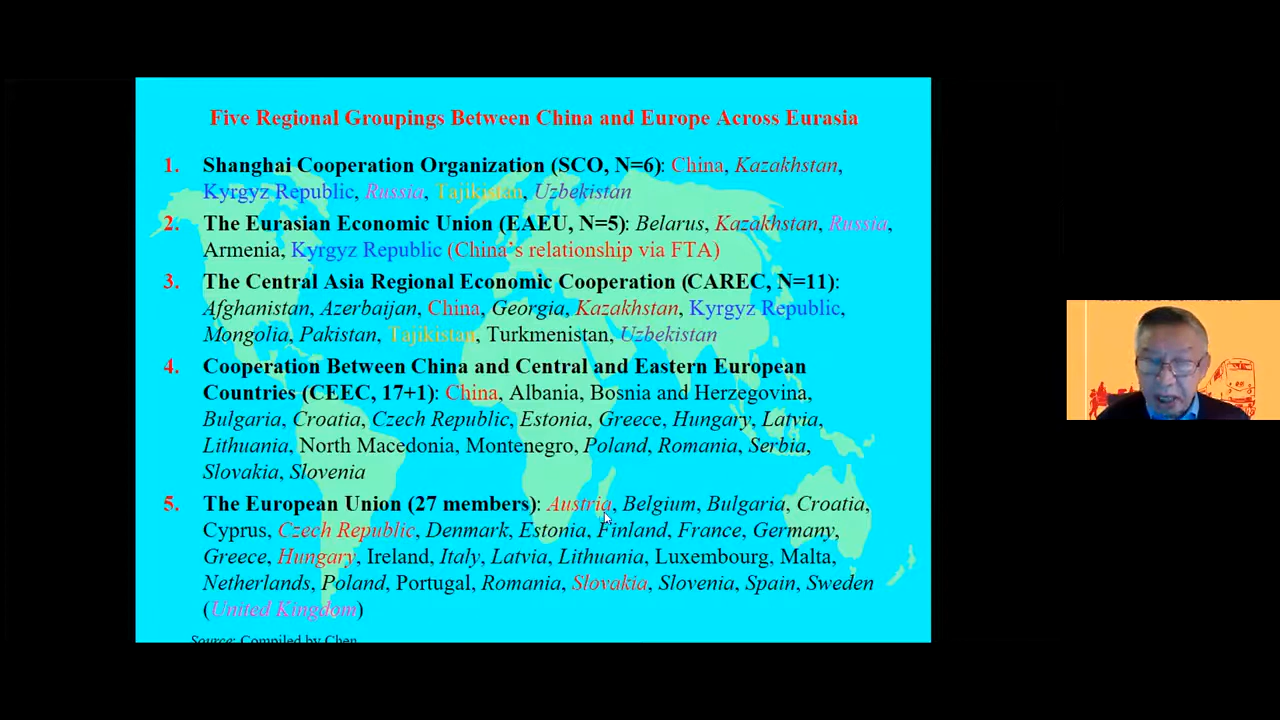 Five Regional Groupings Between China and Europe Across Eurasia
1. Shanghai Cooperation Organization (SCO, N=6): China, Kazakhstan,
Kyrgyz Republic, Russia, Tajikistan, Uzbekistan
2. The Eurasian Economic Union (EAEU, N=5): Belarus, Kazakhstan, Russia,
Armenia, Kyrgyz Republic (China's relationship via FTA)
3. The Central Asia Regional Economic Cooperation (CAREC, N=11):
Afghanistan, Azerbaijan, China, Georgia, Kazakhstan, Kyrgyz Republic,
Mongolia, Pakistan, Tajikistan, Turkmenistan, Uzbekistan
4. Cooperation Between China and Central and Eastern European
Countries (CEEC, 17+1): China, Albania, Bosnia and Herzegovina,
Bulgaria, Croatia, Czech Republic, Estonia, Greece, Hungary, Latvia,
Lithuania, North Macedonia, Montenegro, Poland, Romania, Serbia,
Slovakia, Slovenia
5. The European Union (27 members): Austria, Belgium, Bulgaria, Croatia,
Cyprus, Czech Republic, Denmark, Estonia, Finland, France, Germany,
Greece, Hungary, Ireland, Italy, Latvia, Lithuania, Luxembourg, Malta,
Netherlands, Poland, Portugal, Romania, Slovakia, Slovenia, Spain, Sweden
(United Kingdom)
Source: Compiled by Chen